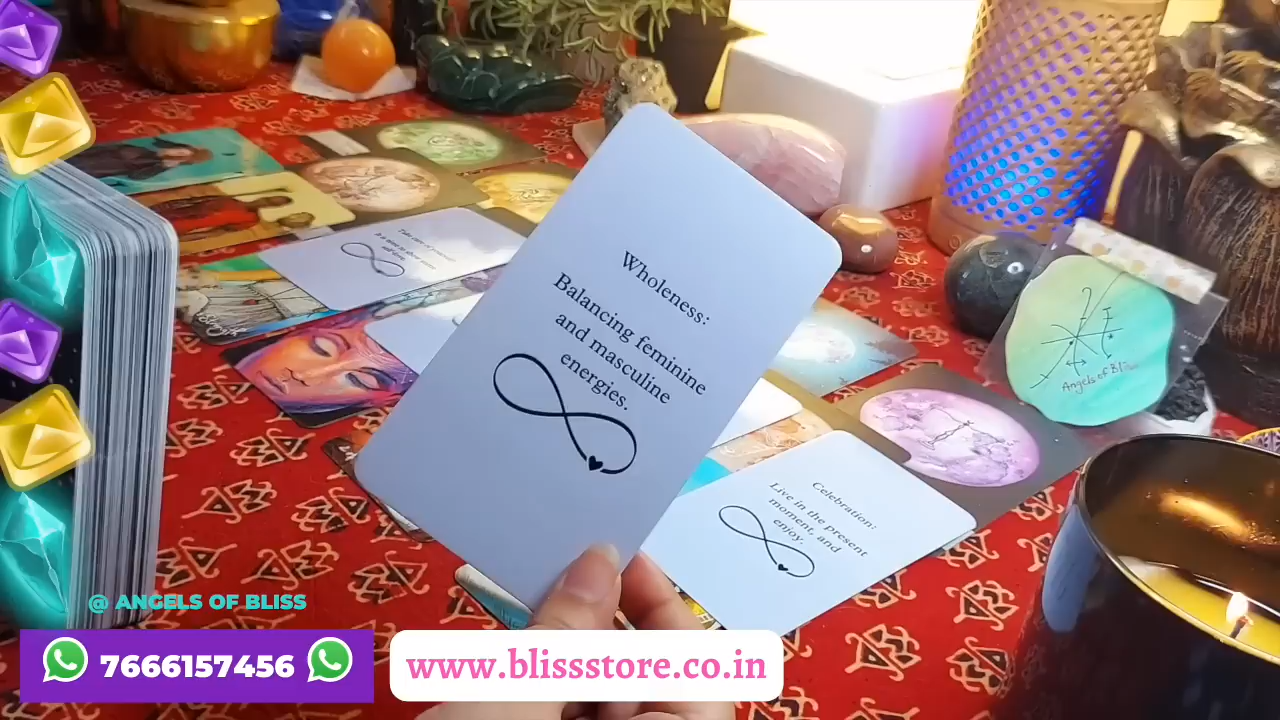 Wholeness:
Balancing feminine
and masculine
energies.
Celebration:
Live in the present
moment, and
enjoy.
Angels of Bliss
@ ANGELS OF BLISS
7666157456
www.blissstore.co.in